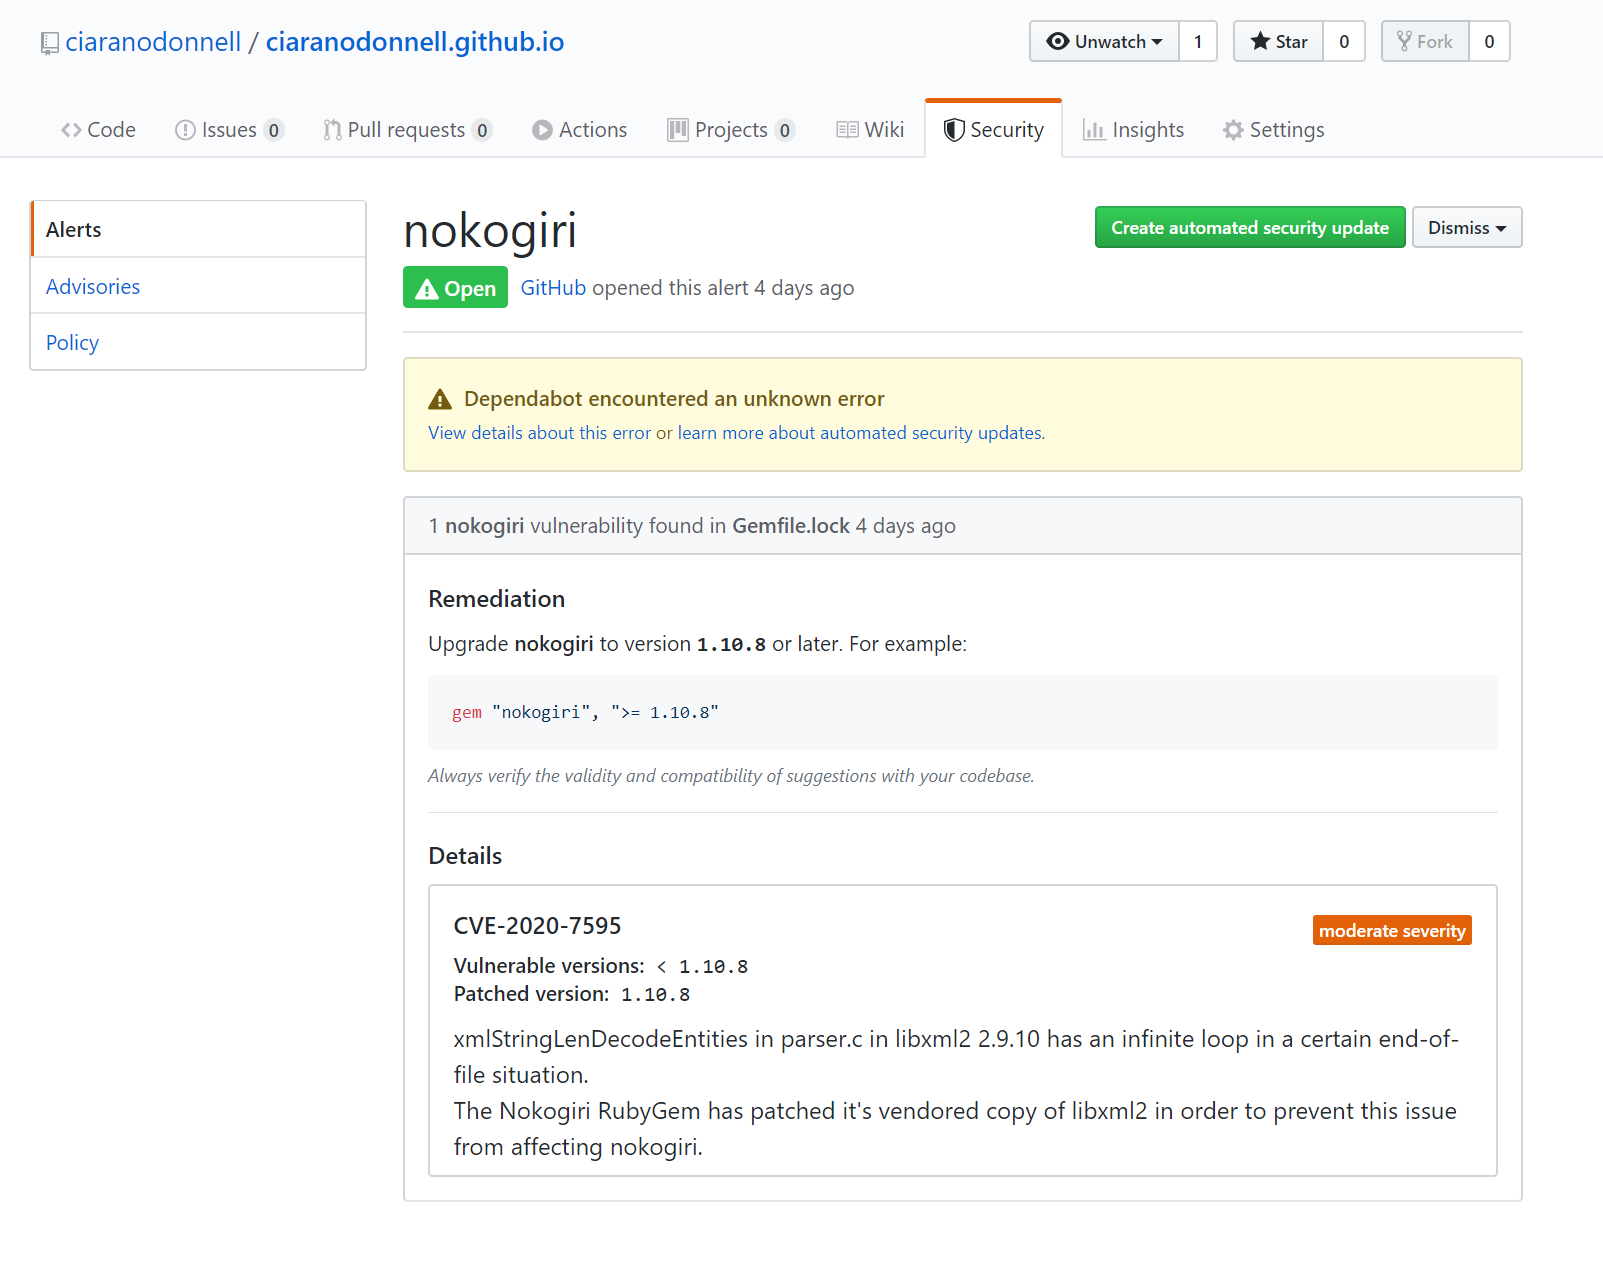 ciaranodonnell / ciaranodonnell.github.io
Unwatch 1 Star 0 Fork 0
Code Issues 0 Pull requests 0 Actions Projects 0 Wiki Security Insights Settings
Alerts
Advisories
Policy
nokogiri
Create automated security update Dismiss
Open GitHub opened this alert 4 days ago
Dependabot encountered an unknown error
View details about this error or learn more about automated security updates.
1 nokogiri vulnerability found in Gemfile.lock 4 days ago
Remediation
Upgrade nokogiri to version 1.10.8 or later. For example:
gem "nokogiri", ">= 1.10.8"
Always verify the validity and compatibility of suggestions with your codebase.
Details
CVE-2020-7595
moderate severity
Vulnerable versions: < 1.10.8
Patched version: 1.10.8
xmlStringLenDecodeEntities in parser.c in libxml2 2.9.10 has an infinite loop in a certain end-of-
file situation.
The Nokogiri RubyGem has patched it's vendored copy of libxml2 in order to prevent this issue
from affecting nokogiri.